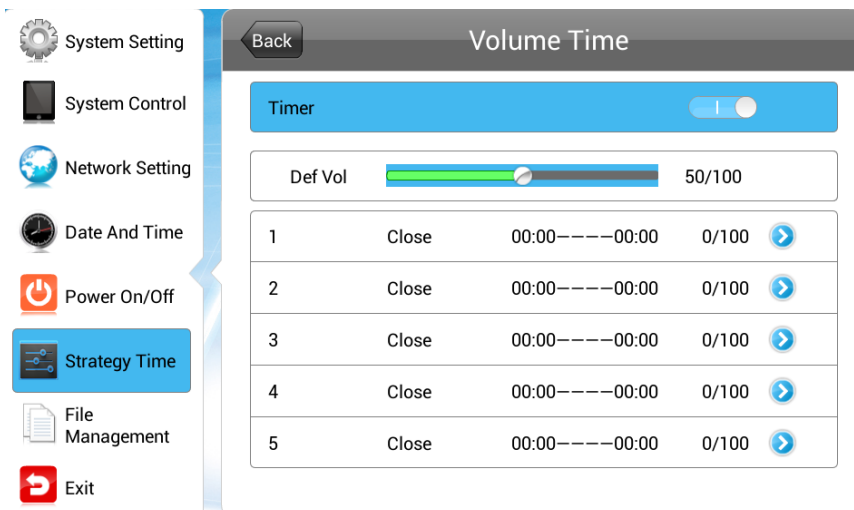 System Setting
System Control
Network Setting
Date And Time
Power On/Off
Strategy Time
File
Management
Exit
Back
Volume Time
Timer
Def Vol 50/100
1 Close 00:00————00:00 0/100
2 Close 00:00————00:00 0/100
3 Close 00:00————00:00 0/100
4 Close 00:00————00:00 0/100
5 Close 00:00————00:00 0/100